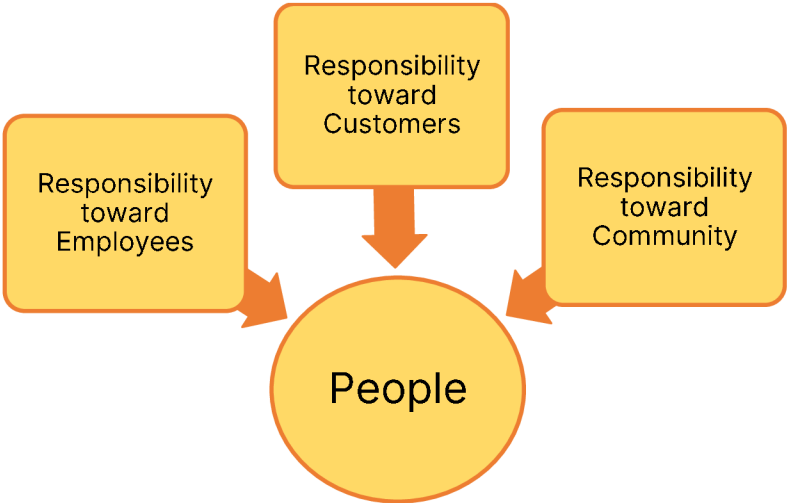 Responsibility
toward
Employees
Responsibility
toward
Customers
Responsibility
toward
Community
People